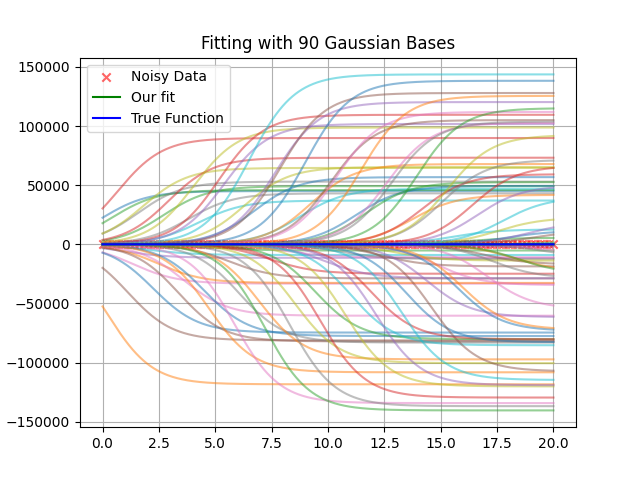 Fitting with 90 Gaussian Bases
150000
100000
50000
0
−50000
−100000
−150000
Noisy Data
Our fit
True Function
0.0 2.5 5.0 7.5 10.0 12.5 15.0 17.5 20.0